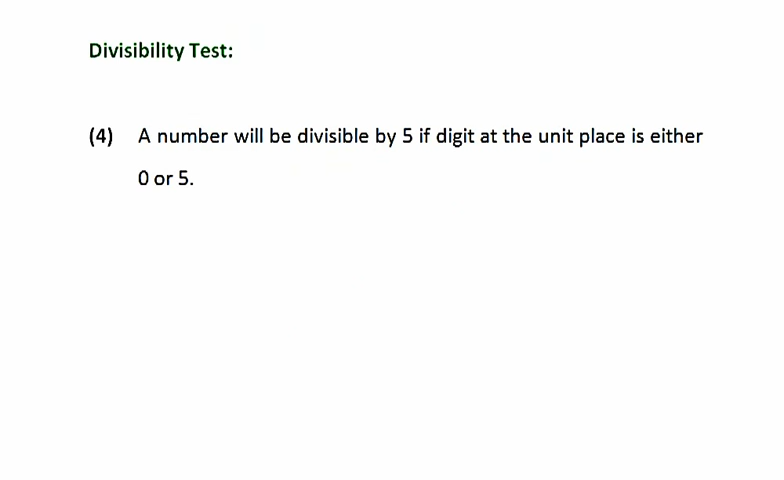 Divisibility Test:
(4) A number will be divisible by 5 if digit at the unit place is either
0 or 5.